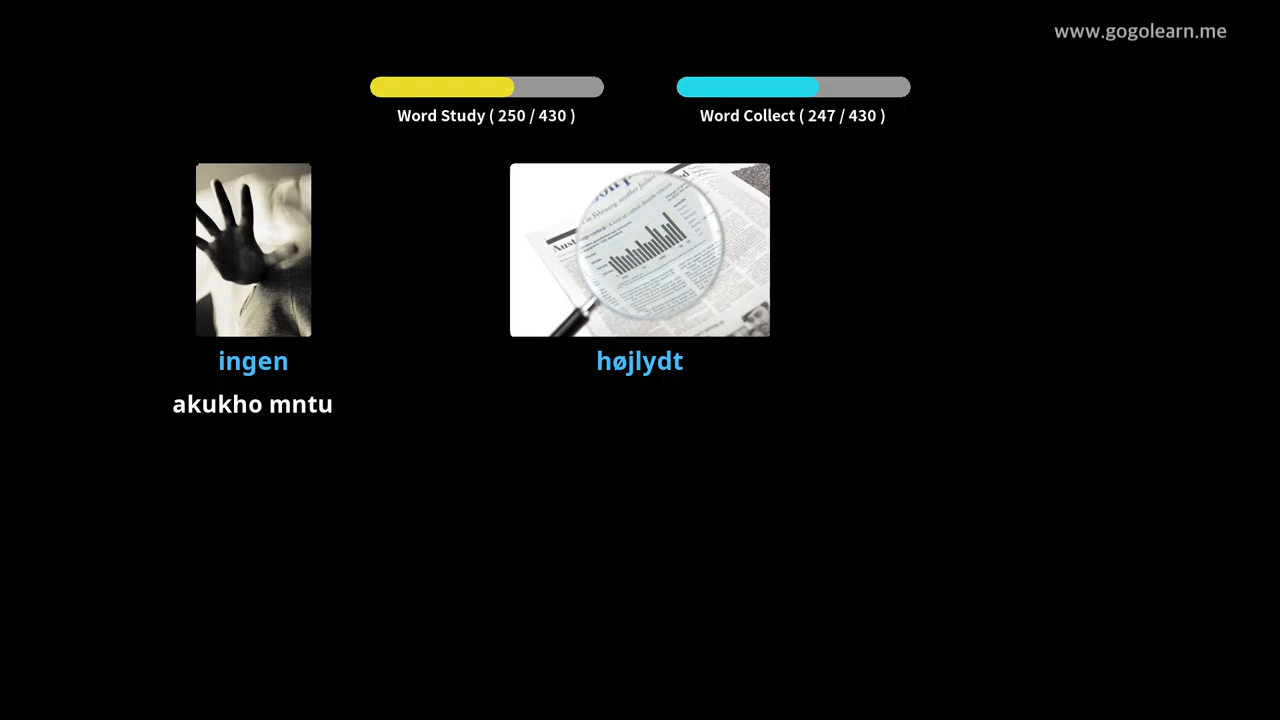 www.gogolearn.me
Word Study ( 250 / 430 )
Word Collect ( 247 / 430 )
ingen
højlydt
akukho mntu